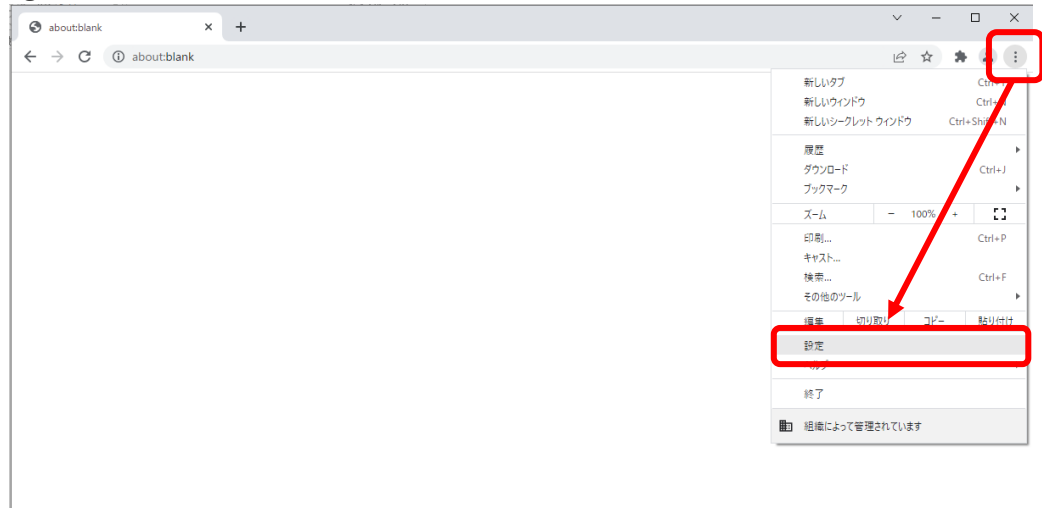 about:blank
about:blank
新しいタブ
新しいウィンドウ
新しいシークレット ウィンドウ Ctrl+Shift+N
履歴
ダウンロード Ctrl+J
ブックマーク
ズーム - 100% +
印刷... Ctrl+P
キャスト...
検索... Ctrl+F
その他のツール
編集 切り取り コピー 貼り付け
設定
ヘルプ
終了
組織によって管理されています